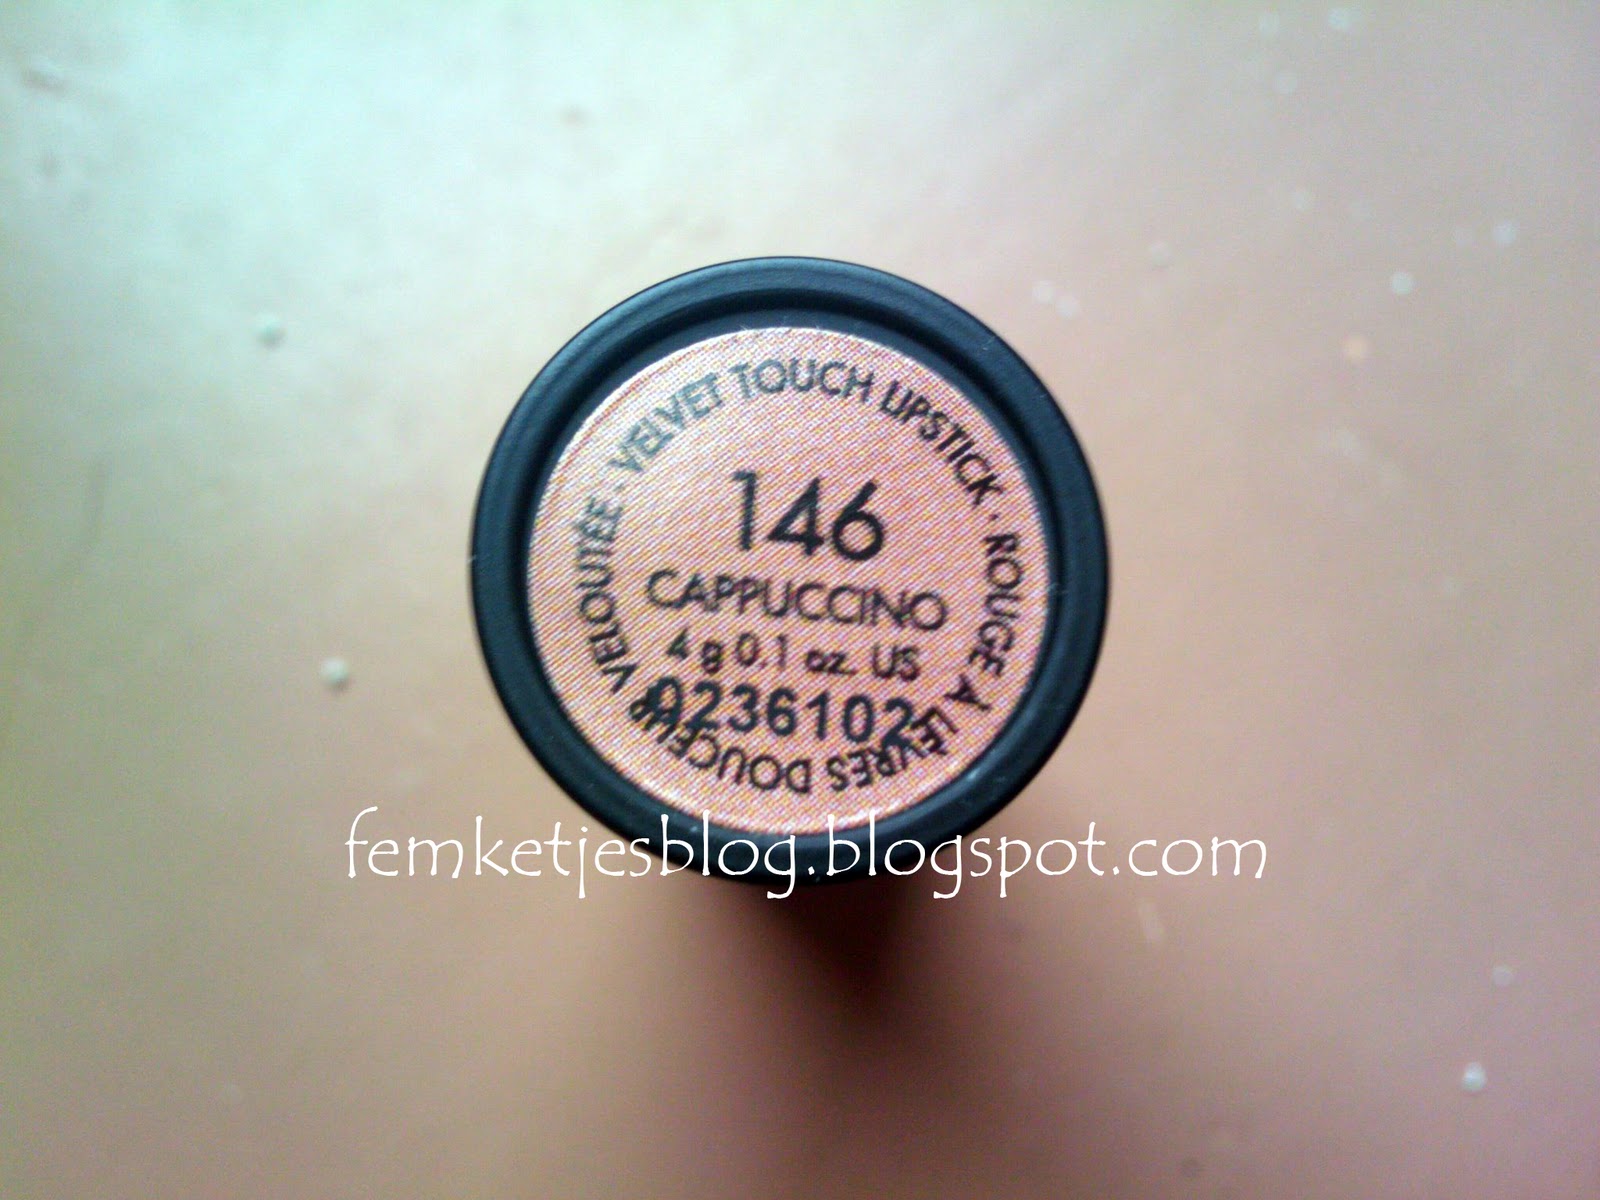 VELVET TOUCH LIPSTICK · ROUGE À LÈVRES DOUCEUR VELOUTÉE ·
146
CAPPUCCINO
4 g 0.1 oz. US
0236102
femketjesblog.blogspot.com